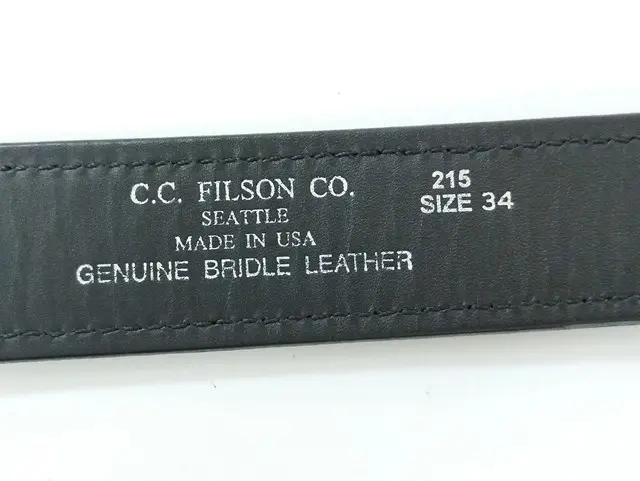 C.C. FILSON CO.
SEATTLE
MADE IN USA
GENUINE BRIDLE LEATHER
215
SIZE 34